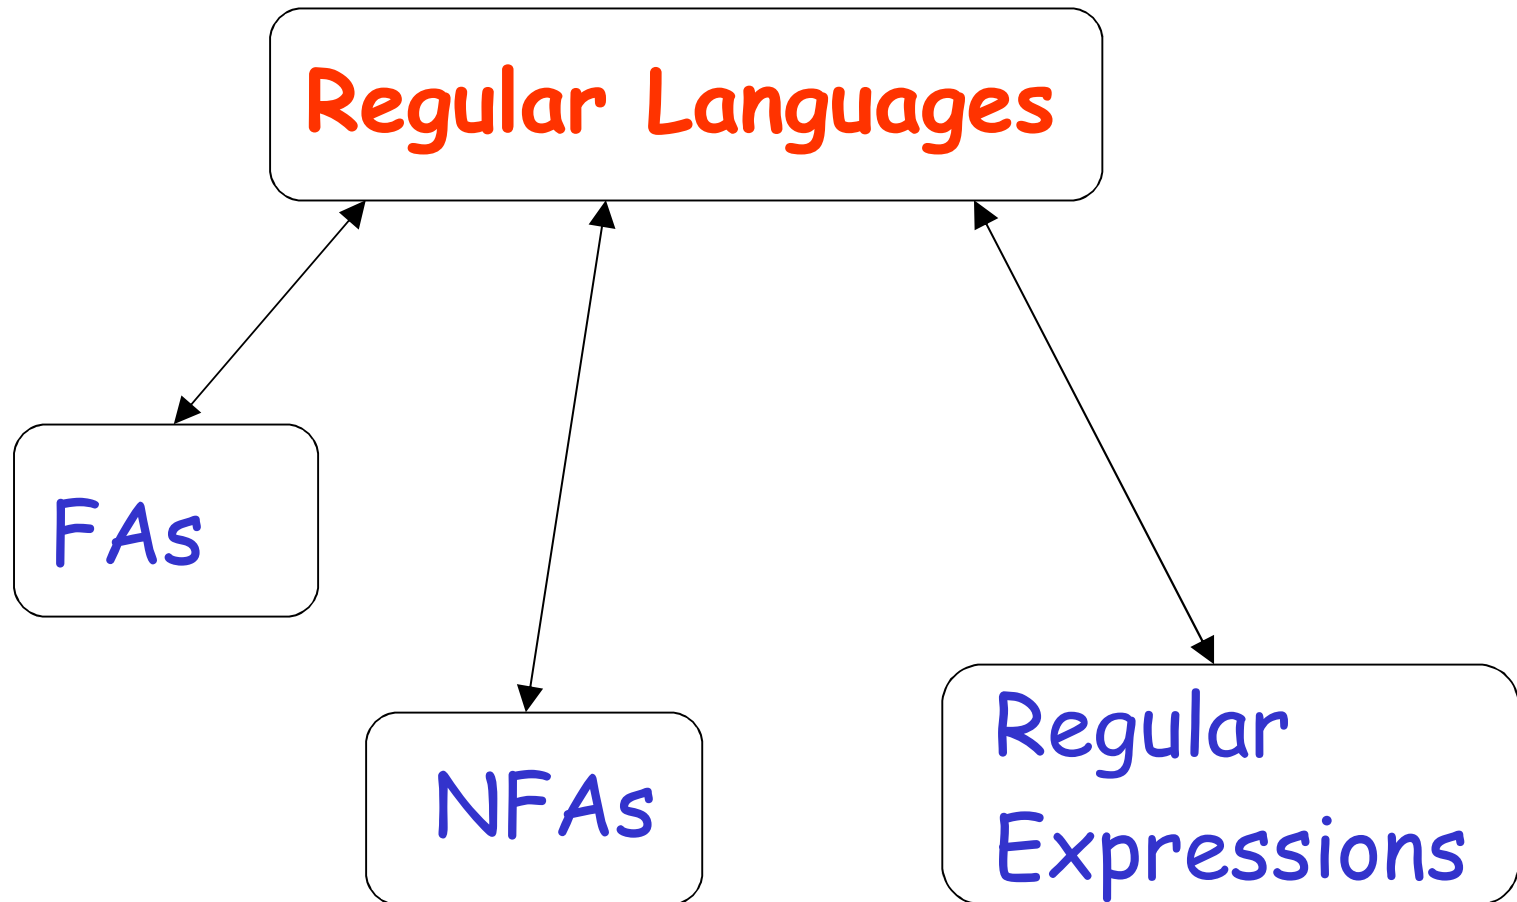 Regular Languages
FAs
NFAs
Regular
Expressions